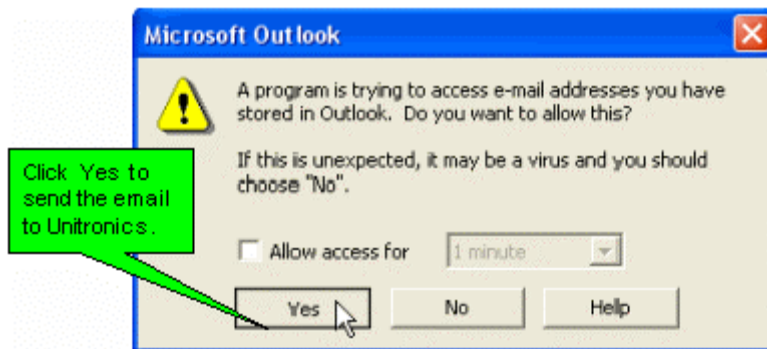 Microsoft Outlook
A program is trying to access e-mail addresses you have
stored in Outlook. Do you want to allow this?
If this is unexpected, it may be a virus and you should
choose "No".
Click Yes to
send the email
to Unitronics.
Allow access for
1 minute
Yes
No
Help